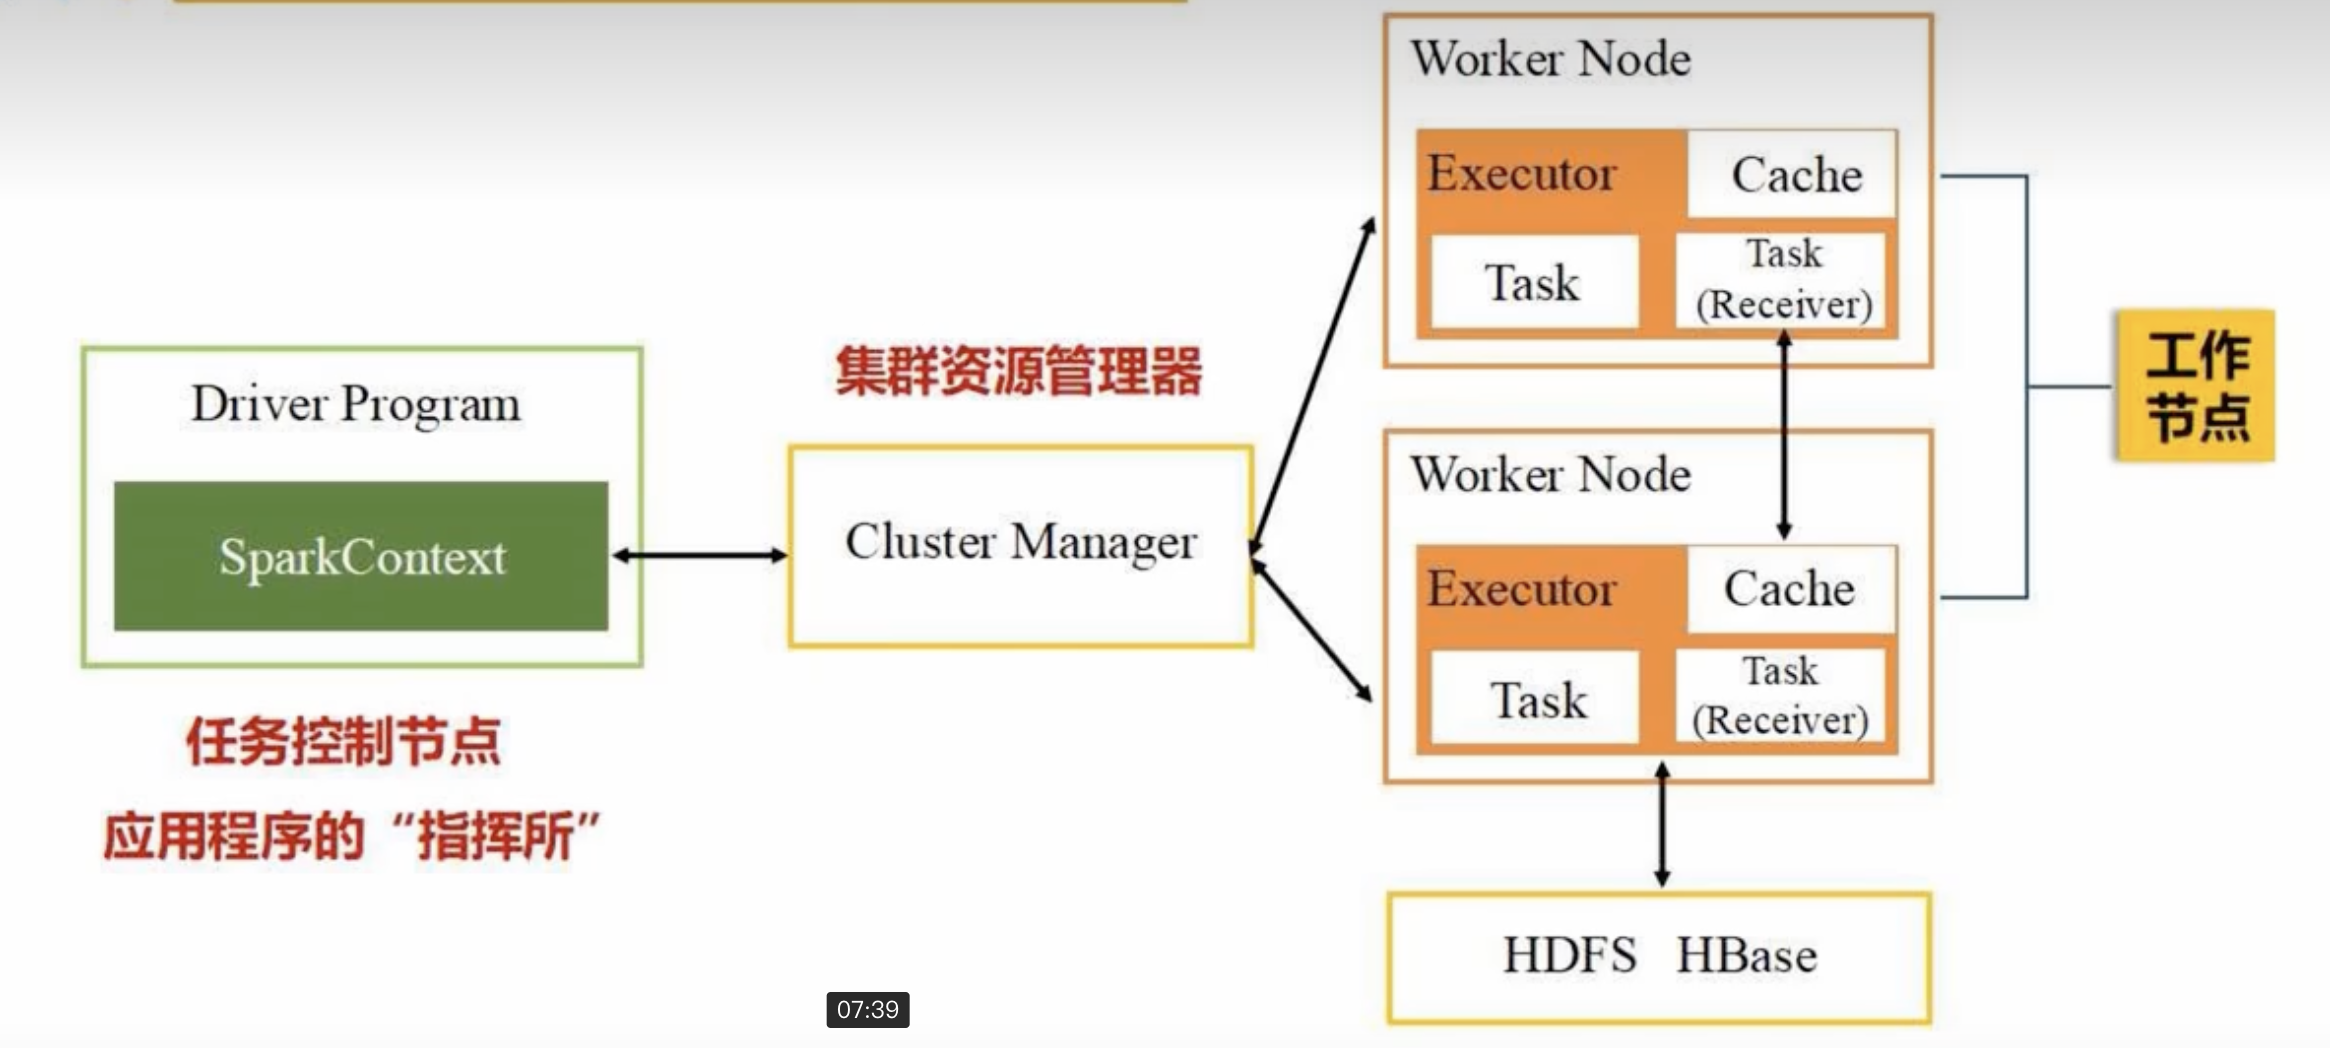 Driver Program
SparkContext
任务控制节点
应用程序的“指挥所”
集群资源管理器
Cluster Manager
Worker Node
Executor
Cache
Task
Task
(Receiver)
Worker Node
Executor
Cache
Task
Task
(Receiver)
工作
节点
HDFS HBase
07:39